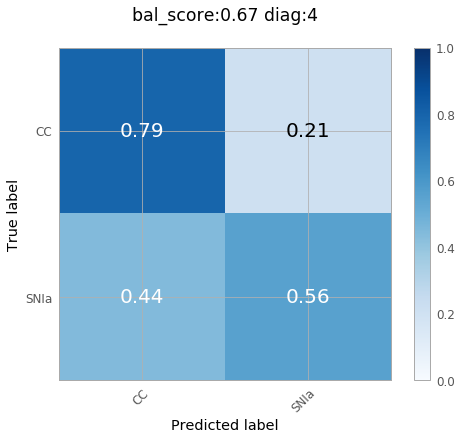 bal_score:0.67 diag:4
1.0
CC
0.79
0.21
0.8
True label
0.6
SNIa
0.44
0.56
0.4
0.2
0.0
CC
SNIa
Predicted label